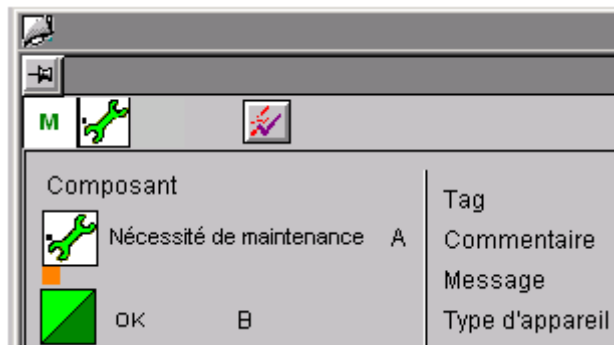 M
Composant
Nécessité de maintenance A
OK B
Tag
Commentaire
Message
Type d'appareil